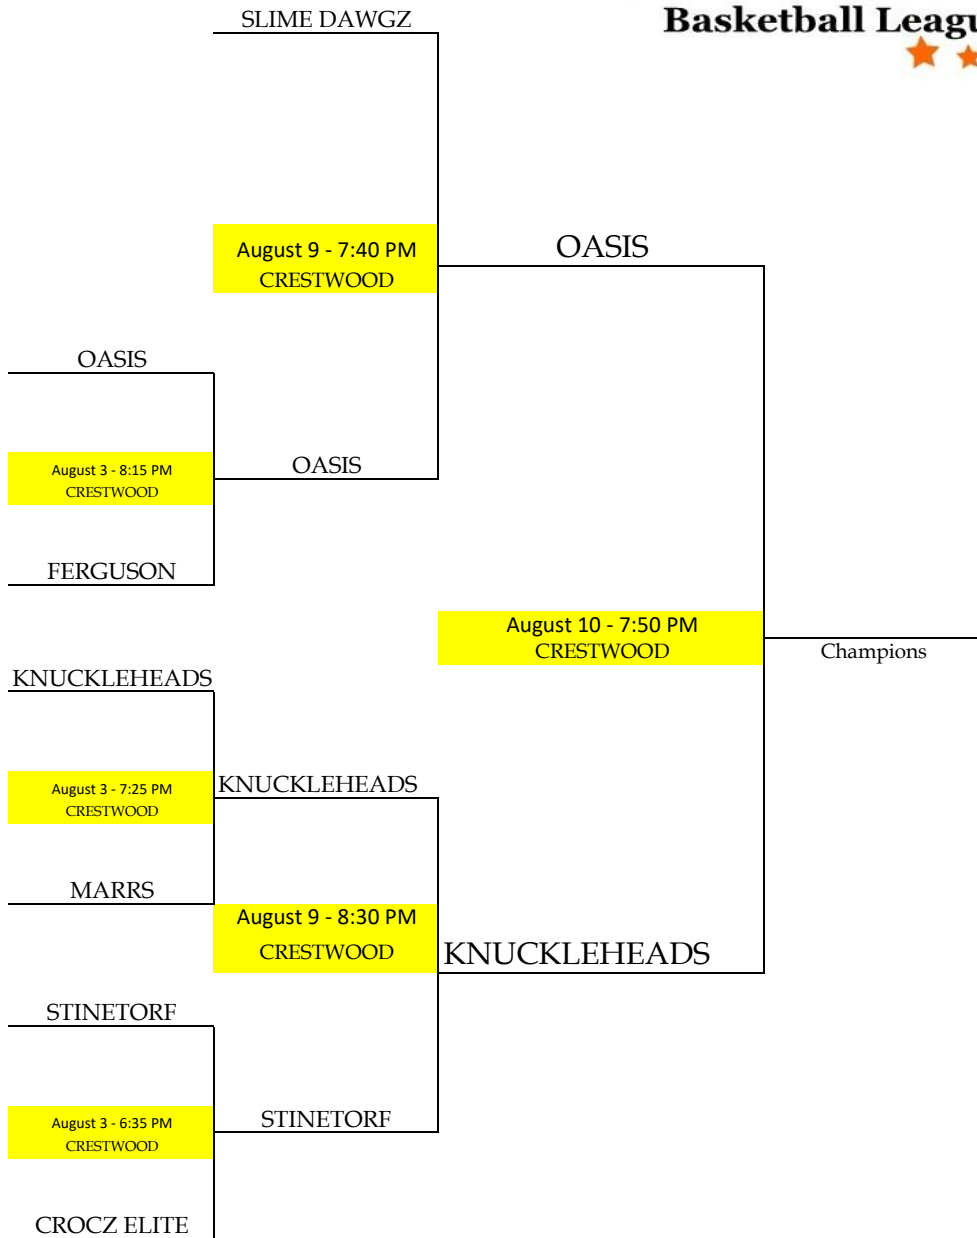 SLIME DAWGZ
Basketball Leagu
August 9 - 7:40 PM
CRESTWOOD
OASIS
OASIS
August 3 - 8:15 PM
CRESTWOOD
OASIS
FERGUSON
August 10 - 7:50 PM
CRESTWOOD
Champions
KNUCKLEHEADS
August 3 - 7:25 PM
CRESTWOOD
KNUCKLEHEADS
MARRS
August 9 - 8:30 PM
CRESTWOOD
KNUCKLEHEADS
STINETORF
August 3 - 6:35 PM
CRESTWOOD
STINETORF
CROCZ ELITE